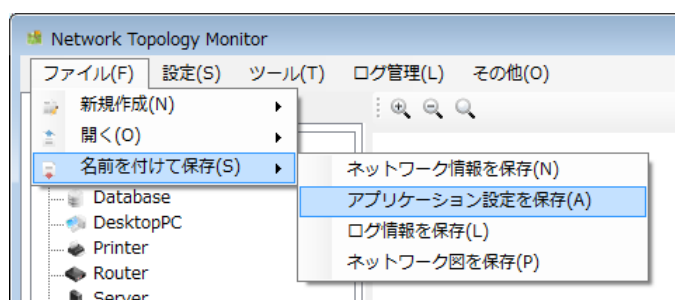 Network Topology Monitor
ファイル(F) 設定(S) ツール(T) ログ管理(L) その他(O)
新規作成(N)
開く(O)
名前を付けて保存(S)
ネットワーク情報を保存(N)
アプリケーション設定を保存(A)
ログ情報を保存(L)
ネットワーク図を保存(P)
Database
DesktopPC
Printer
Router
Server